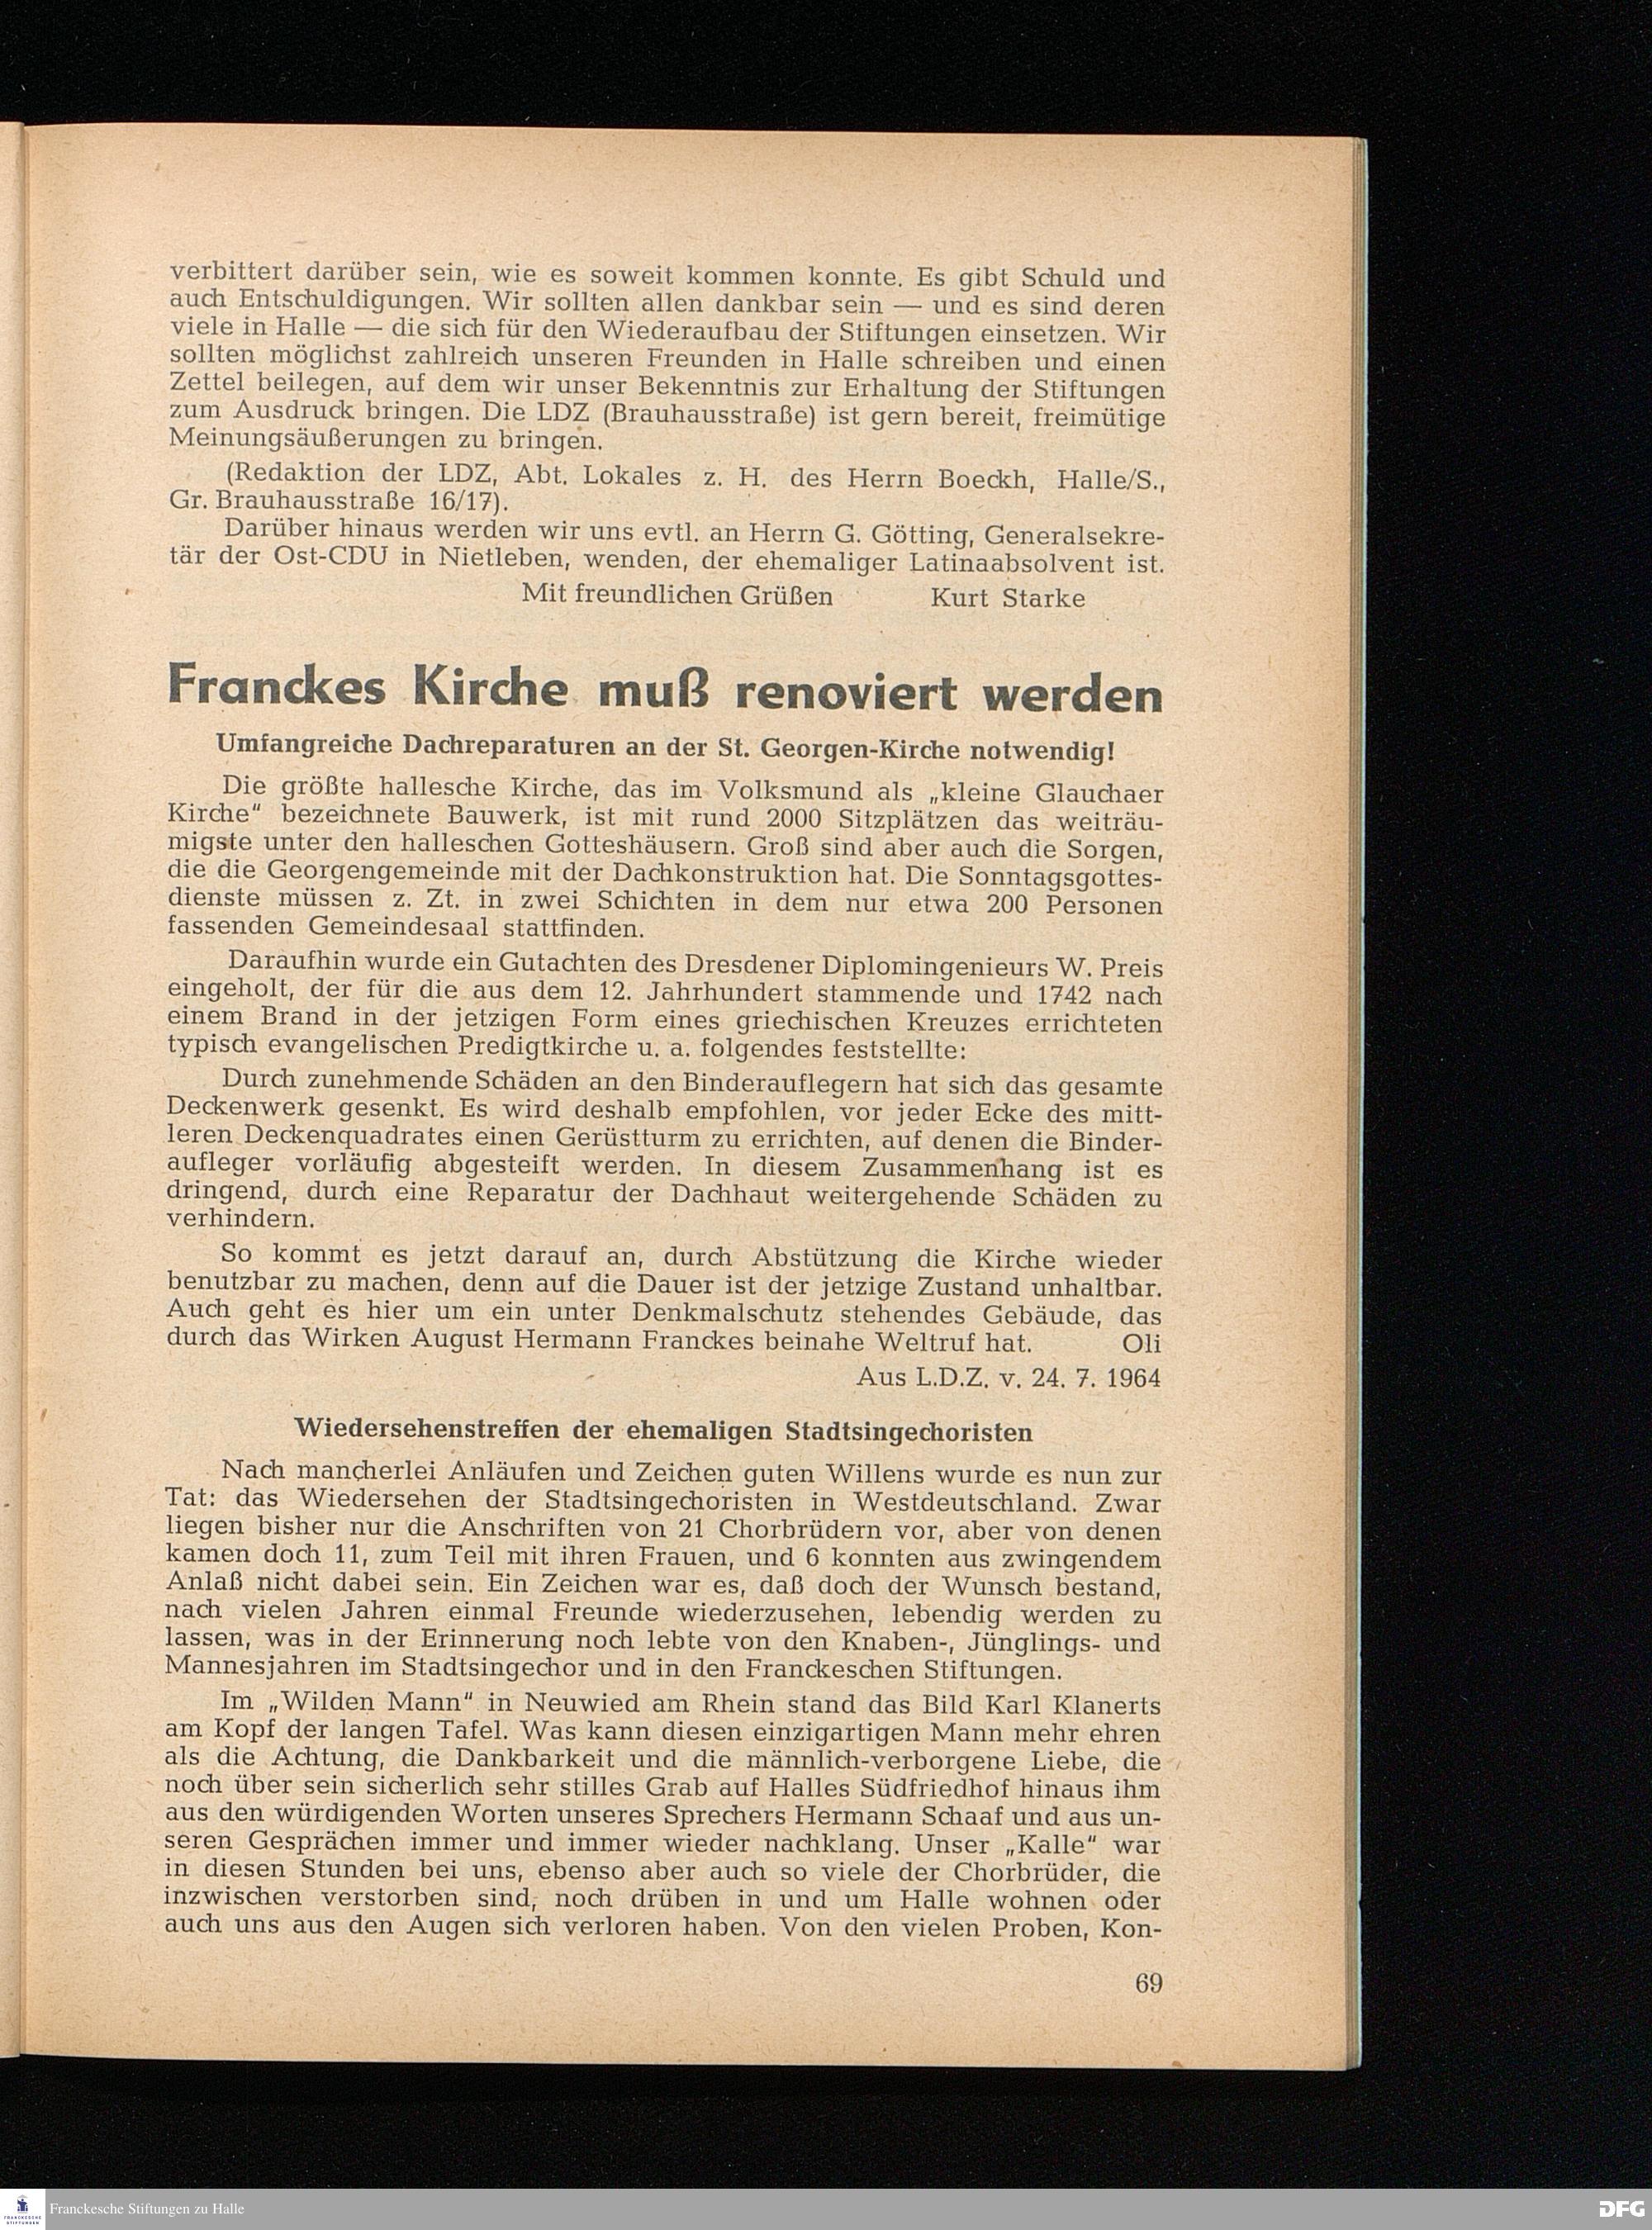 verbittert darüber sein, wie es soweit kommen konnte. Es gibt Schuld und
auch Entschuldigungen. Wir sollten allen dankbar sein — und es sind deren
viele in Halle — die sich für den Wiederaufbau der Stiftungen einsetzen. Wir
sollten möglichst zahlreich unseren Freunden in Halle schreiben und einen
Zettel beilegen, auf dem wir unser Bekenntnis zur Erhaltung der Stiftungen
zum Ausdruck bringen. Die LDZ (Brauhausstraße) ist gern bereit, freimütige
Meinungsäußerungen zu bringen.
(Redaktion der LDZ, Abt. Lokales z. H. des Herrn Boeckh, Halle/S.,
Gr. Brauhausstraße 16/17).
Darüber hinaus werden wir uns evtl. an Herrn G. Götting, Generalsekre-
tär der Ost-CDU in Nietleben, wenden, der ehemaliger Latinaabsolvent ist.
Mit freundlichen Grüßen Kurt Starke
Franckes Kirche muß renoviert werden
Umfangreiche Dachreparaturen an der St. Georgen-Kirche notwendig!
Die größte hallesche Kirche, das im Volksmund als „kleine Glauchaer
Kirche“ bezeichnete Bauwerk, ist mit rund 2000 Sitzplätzen das weiträu-
migste unter den halleschen Gotteshäusern. Groß sind aber auch die Sorgen,
die die Georgengemeinde mit der Dachkonstruktion hat. Die Sonntagsgottes-
dienste müssen z. Zt. in zwei Schichten in dem nur etwa 200 Personen
fassenden Gemeindesaal stattfinden.
Daraufhin wurde ein Gutachten des Dresdener Diplomingenieurs W. Preis
eingeholt, der für die aus dem 12. Jahrhundert stammende und 1742 nach
einem Brand in der jetzigen Form eines griechischen Kreuzes errichteten
typisch evangelischen Predigtkirche u. a. folgendes feststellte:
Durch zunehmende Schäden an den Binderauflegern hat sich das gesamte
Deckenwerk gesenkt. Es wird deshalb empfohlen, vor jeder Ecke des mitt-
leren Deckenquadrates einen Gerüstturm zu errichten, auf denen die Binder-
aufleger vorläufig abgesteift werden. In diesem Zusammenhang ist es
dringend, durch eine Reparatur der Dachhaut weitergehende Schäden zu
verhindern.
So kommt es jetzt darauf an, durch Abstützung die Kirche wieder
benutzbar zu machen, denn auf die Dauer ist der jetzige Zustand unhaltbar.
Auch geht es hier um ein unter Denkmalschutz stehendes Gebäude, das
durch das Wirken August Hermann Franckes beinahe Weltruf hat. Oli
Aus L.D.Z. v. 24. 7. 1964
Wiedersehenstreffen der ehemaligen Stadtsingechoristen
Nach mancherlei Anläufen und Zeichen guten Willens wurde es nun zur
Tat: das Wiedersehen der Stadtsingechoristen in Westdeutschland. Zwar
liegen bisher nur die Anschriften von 21 Chorbrüdern vor, aber von denen
kamen doch 11, zum Teil mit ihren Frauen, und 6 konnten aus zwingendem
Anlaß nicht dabei sein. Ein Zeichen war es, daß doch der Wunsch bestand,
nach vielen Jahren einmal Freunde wiederzusehen, lebendig werden zu
lassen, was in der Erinnerung noch lebte von den Knaben-, Jünglings- und
Mannesjahren im Stadtsingechor und in den Franckeschen Stiftungen.
Im „Wilden Mann“ in Neuwied am Rhein stand das Bild Karl Klanerts
am Kopf der langen Tafel. Was kann diesen einzigartigen Mann mehr ehren
als die Achtung, die Dankbarkeit und die männlich-verborgene Liebe, die
noch über sein sicherlich sehr stilles Grab auf Halles Südfriedhof hinaus ihm
aus den würdigenden Worten unseres Sprechers Hermann Schaaf und aus un-
seren Gesprächen immer und immer wieder nachklang. Unser „Kalle“ war
in diesen Stunden bei uns, ebenso aber auch so viele der Chorbrüder, die
inzwischen verstorben sind, noch drüben in und um Halle wohnen oder
auch uns aus den Augen sich verloren haben. Von den vielen Proben, Kon-
69
FRANCKESCHE
STIFTUNGEN
Franckesche Stiftungen zu Halle
DFG